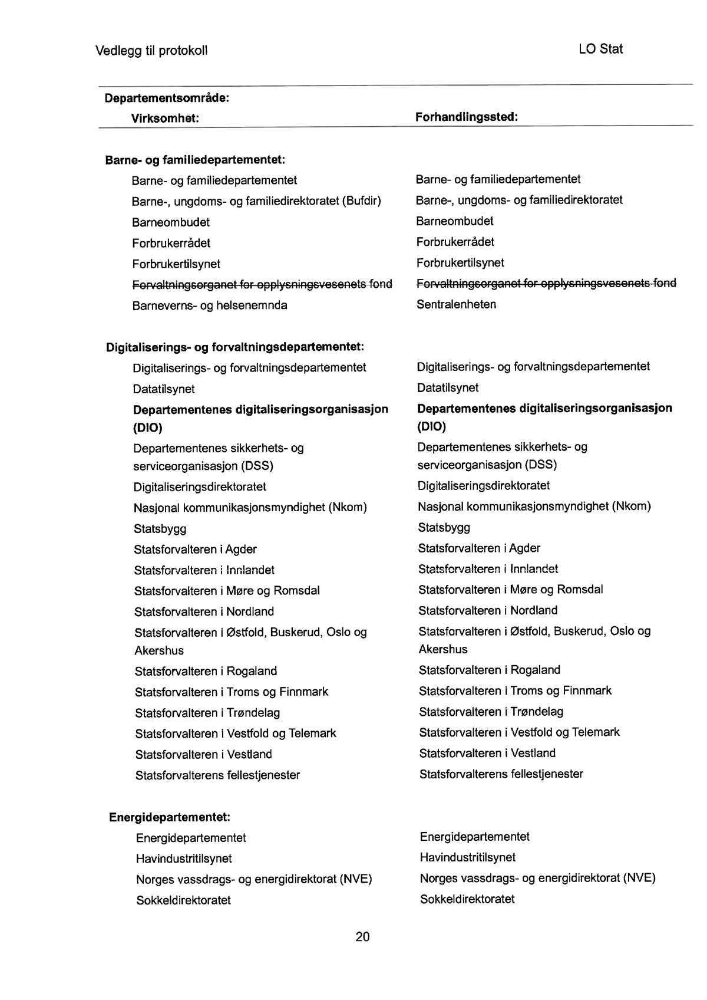 Vedlegg til protokoll LO Stat
Departementsområde:
Virksomhet: Forhandlingssted:
Barne- og familiedepartementet:
Barne- og familiedepartementet Barne- og familiedepartementet
Barne-, ungdoms- og familiedirektoratet (Bufdir) Barne-, ungdoms- og familiedirektoratet
Barneombudet Barneombudet
Forbrukerrådet Forbrukerrådet
Forbrukertilsynet Forbrukertilsynet
Forvaltningsorganet for opplysningsvesenets fond Forvaltningsorganet for opplysningsvesenets fond
Barneverns- og helsenemnda Sentralenheten
Digitaliserings- og forvaltningsdepartementet:
Digitaliserings- og forvaltningsdepartementet Digitaliserings- og forvaltningsdepartementet
Datatilsynet Datatilsynet
Departementenes digitaliseringsorganisasjon Departementenes digitaliseringsorganisasjon
(DIO) (DIO)
Departementenes sikkerhets- og Departementenes sikkerhets- og
serviceorganisasjon (DSS) serviceorganisasjon (DSS)
Digitaliseringsdirektoratet Digitaliseringsdirektoratet
Nasjonal kommunikasjonsmyndighet (Nkom) Nasjonal kommunikasjonsmyndighet (Nkom)
Statsbygg Statsbygg
Statsforvalteren i Agder Statsforvalteren i Agder
Statsforvalteren i Innlandet Statsforvalteren i Innlandet
Statsforvalteren i Møre og Romsdal Statsforvalteren i Møre og Romsdal
Statsforvalteren i Nordland Statsforvalteren i Nordland
Statsforvalteren i Østfold, Buskerud, Oslo og Statsforvalteren i Østfold, Buskerud, Oslo og
Akershus Akershus
Statsforvalteren i Rogaland Statsforvalteren i Rogaland
Statsforvalteren i Troms og Finnmark Statsforvalteren i Troms og Finnmark
Statsforvalteren i Trøndelag Statsforvalteren i Trøndelag
Statsforvalteren i Vestfold og Telemark Statsforvalteren i Vestfold og Telemark
Statsforvalteren i Vestland Statsforvalteren i Vestland
Statsforvalterens fellestjenester Statsforvalterens fellestjenester
Energidepartementet:
Energidepartementet Energidepartementet
Havindustritilsynet Havindustritilsynet
Norges vassdrags- og energidirektorat (NVE) Norges vassdrags- og energidirektorat (NVE)
Sokkeldirektoratet Sokkeldirektoratet
20